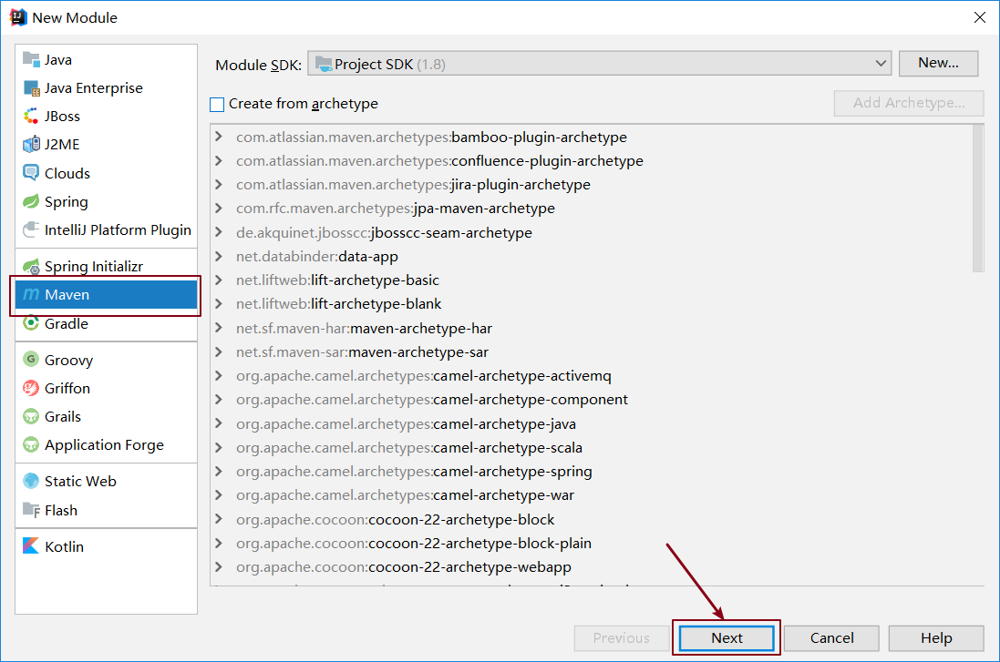 New Module
Java
Java Enterprise
JBoss
J2ME
Clouds
Spring
IntelliJ Platform Plugin
Spring Initializr
Maven
Gradle
Groovy
Griffon
Grails
Application Forge
Static Web
Flash
Kotlin
Module SDK: Project SDK (1.8) New...
Create from archetype Add Archetype...
com.atlassian.maven.archetypes:bamboo-plugin-archetype
com.atlassian.maven.archetypes:confluence-plugin-archetype
com.atlassian.maven.archetypes:jira-plugin-archetype
com.rfc.maven.archetypes:jpa-maven-archetype
de.akquinet.jbosscc:jbosscc-seam-archetype
net.databinder:data-app
net.liftweb:lift-archetype-basic
net.liftweb:lift-archetype-blank
net.sf.maven-har:maven-archetype-har
net.sf.maven-sar:maven-archetype-sar
org.apache.camel.archetypes:camel-archetype-activemq
org.apache.camel.archetypes:camel-archetype-component
org.apache.camel.archetypes:camel-archetype-java
org.apache.camel.archetypes:camel-archetype-scala
org.apache.camel.archetypes:camel-archetype-spring
org.apache.camel.archetypes:camel-archetype-war
org.apache.cocoon:cocoon-22-archetype-block
org.apache.cocoon:cocoon-22-archetype-block-plain
org.apache.cocoon:cocoon-22-archetype-webapp
Previous Next Cancel Help